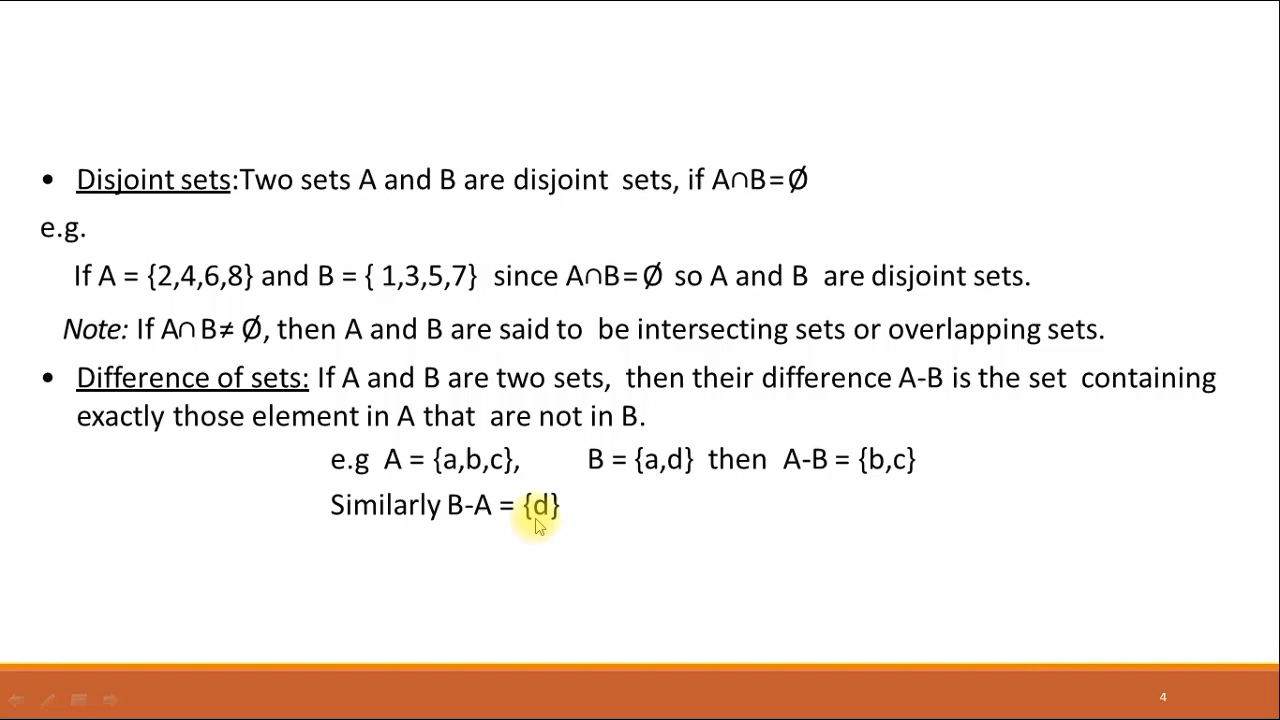 • Disjoint sets:Two sets A and B are disjoint sets, if A∩B=Ø
e.g.
If A = {2,4,6,8} and B = { 1,3,5,7} since A∩B=Ø so A and B are disjoint sets.
Note: If A∩ B≠ Ø, then A and B are said to be intersecting sets or overlapping sets.
• Difference of sets: If A and B are two sets, then their difference A-B is the set containing
exactly those element in A that are not in B.
e.g A = {a,b,c}, B = {a,d} then A-B = {b,c}
Similarly B-A = {d}
4